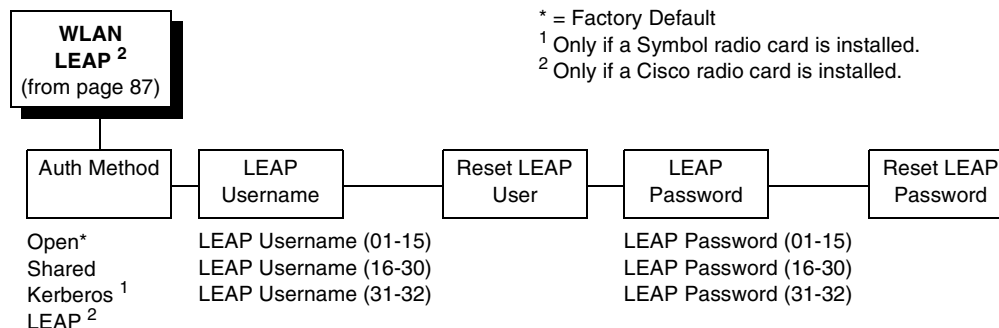 WLAN
LEAP 2
(from page 87)
* = Factory Default
1 Only if a Symbol radio card is installed.
2 Only if a Cisco radio card is installed.
Auth Method
LEAP
Username
Reset LEAP
User
LEAP
Password
Reset LEAP
Password
Open*
Shared
Kerberos 1
LEAP 2
LEAP Username (01-15)
LEAP Username (16-30)
LEAP Username (31-32)
LEAP Password (01-15)
LEAP Password (16-30)
LEAP Password (31-32)